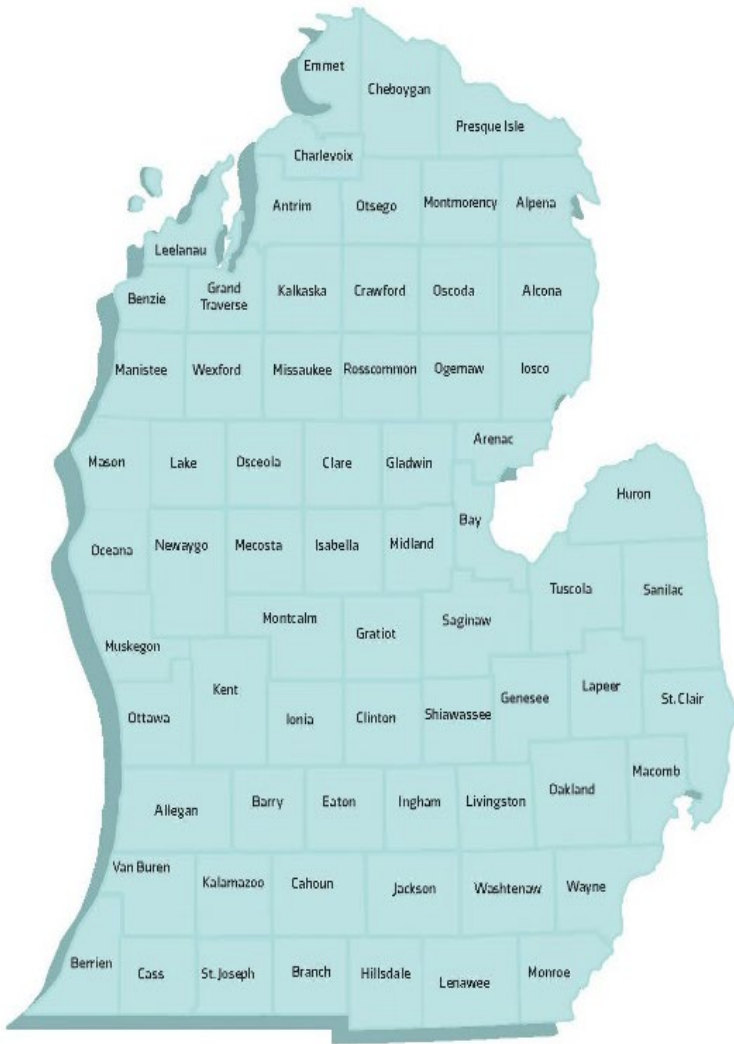 Emmet
Cheboygan
Presque Isle
Charlevoix
Antrim
Otsego
Montmorency
Alpena
Leelanau
Benzie
Grand
Traverse
Kalkaska
Crawford
Oscoda
Alcona
Manistee
Wexford
Missaukee
Rosscommon
Ogemaw
Iosco
Arenac
Mason
Lake
Osceola
Clare
Gladwin
Huron
Bay
Oceana
Newaygo
Mecosta
Isabella
Midland
Tuscola
Sanilac
Montcalm
Gratiot
Saginaw
Muskegon
Kent
Ottawa
Ionia
Clinton
Shiawassee
Genesee
Lapeer
St. Clair
Allegan
Barry
Eaton
Ingham
Livingston
Oakland
Macomb
Van Buren
Kalamazoo
Cahoun
Jackson
Washtenaw
Wayne
Berrien
Cass
St. Joseph
Branch
Hillsdale
Lenawee
Monroe